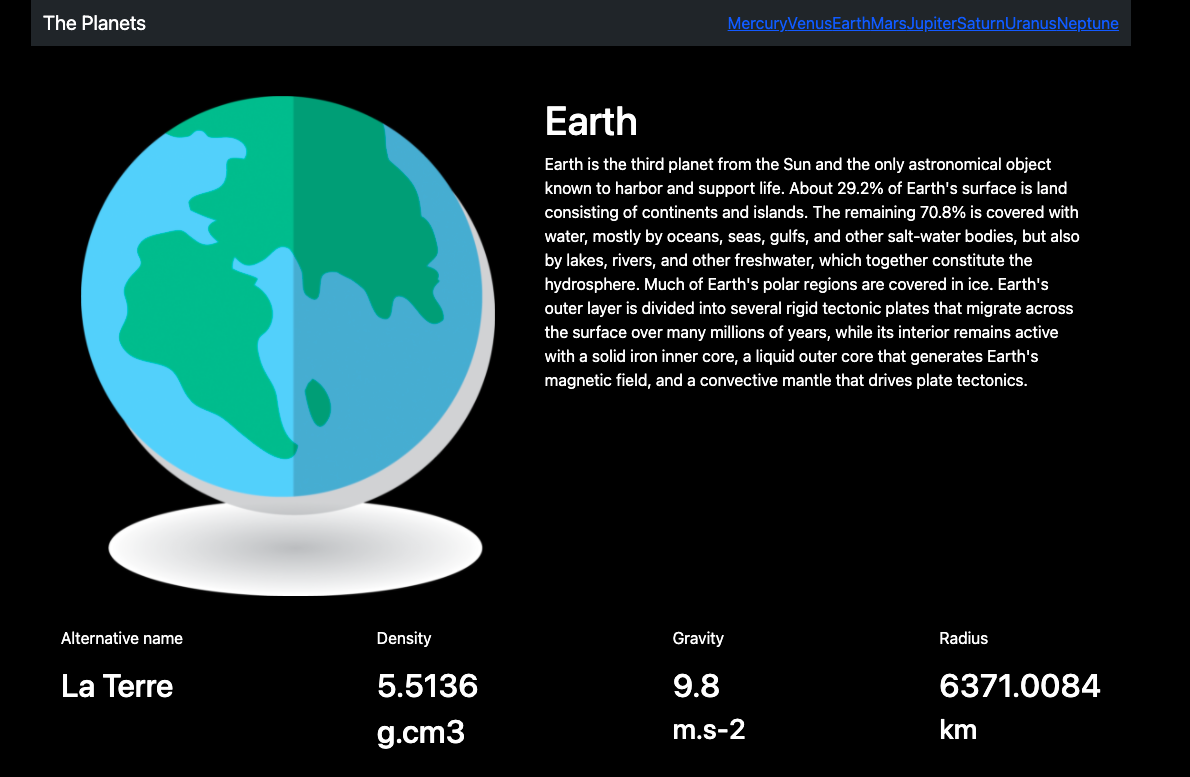 The Planets
MercuryVenusEarthMarsJupiterSaturnUranusNeptune
Earth
Earth is the third planet from the Sun and the only astronomical object
known to harbor and support life. About 29.2% of Earth's surface is land
consisting of continents and islands. The remaining 70.8% is covered with
water, mostly by oceans, seas, gulfs, and other salt-water bodies, but also
by lakes, rivers, and other freshwater, which together constitute the
hydrosphere. Much of Earth's polar regions are covered in ice. Earth's
outer layer is divided into several rigid tectonic plates that migrate across
the surface over many millions of years, while its interior remains active
with a solid iron inner core, a liquid outer core that generates Earth's
magnetic field, and a convective mantle that drives plate tectonics.
Alternative name
La Terre
Density
5.5136
g.cm3
Gravity
9.8
m.s-2
Radius
6371.0084
km